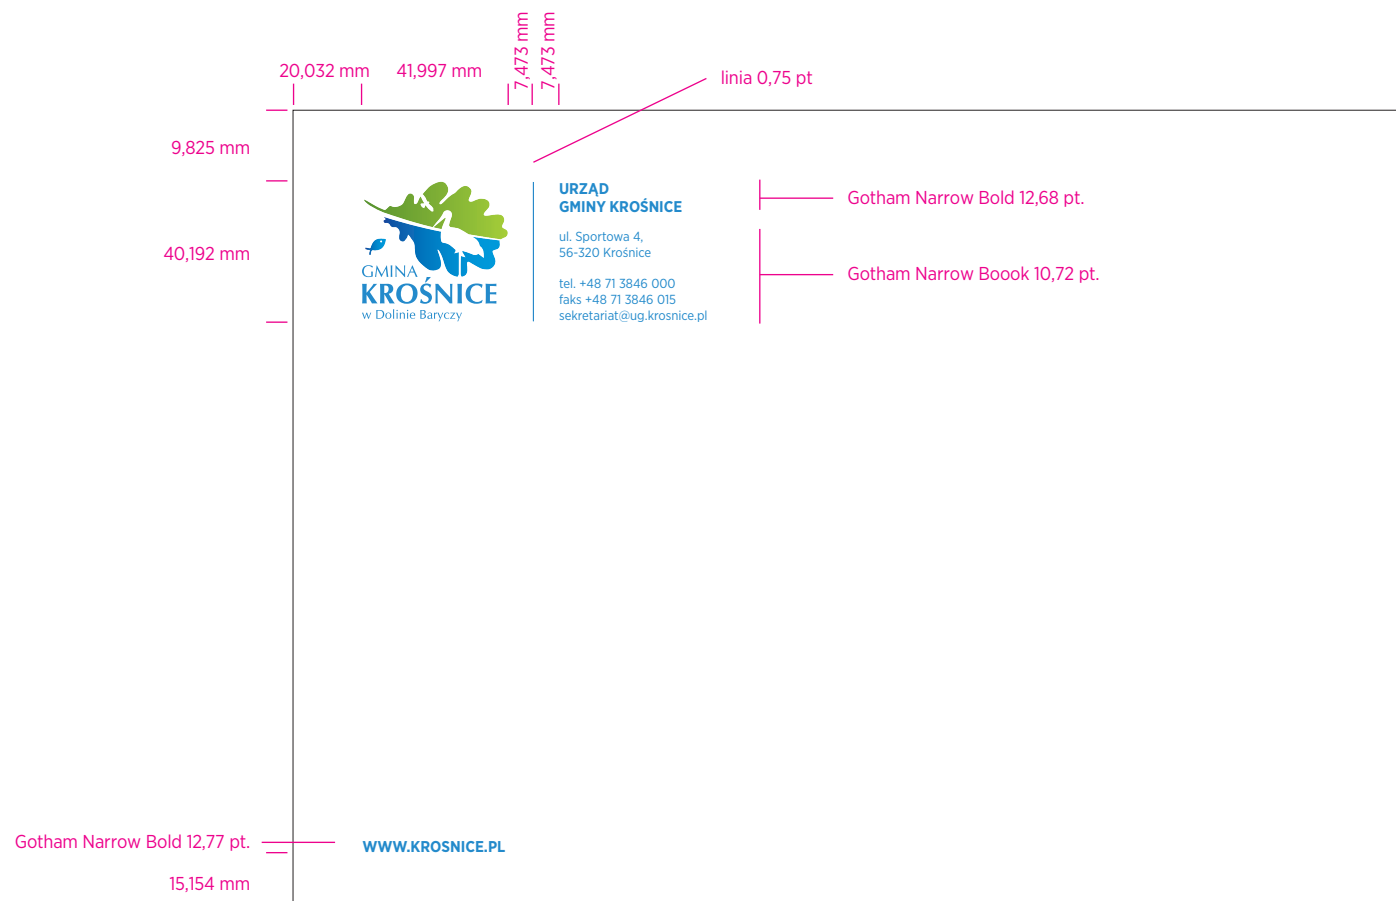 20,032 mm
41,997 mm
7,473 mm
7,473 mm
linia 0,75 pt
9,825 mm
40,192 mm
GMINA
KROŚNICE
w Dolinie Baryczy
URZĄD
GMINY KROŚNICE
ul. Sportowa 4,
56-320 Krośnice
tel. +48 71 3846 000
faks +48 71 3846 015
sekretariat@ug.krosnice.pl
Gotham Narrow Bold 12,68 pt.
Gotham Narrow Boook 10,72 pt.
Gotham Narrow Bold 12,77 pt.
WWW.KROSNICE.PL
15,154 mm